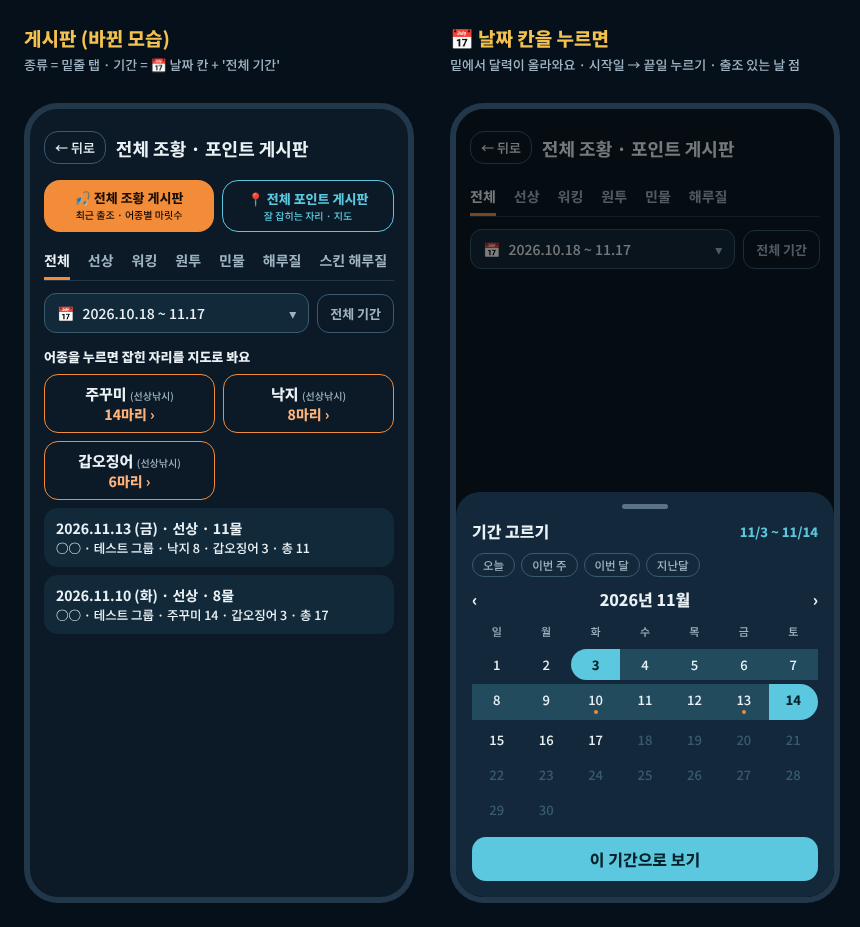 게시판 (바뀐 모습)
종류 = 밑줄 탭 · 기간 = 📅 날짜 칸 + '전체 기간'
← 뒤로 전체 조황 · 포인트 게시판
🎣 전체 조황 게시판
최근 출조 · 어종별 마릿수
📍 전체 포인트 게시판
잘 잡히는 자리 · 지도
전체 선상 워킹 원투 민물 해루질 스킨 해루질
📅 2026.10.18 ~ 11.17 ▾ 전체 기간
어종을 누르면 잡힌 자리를 지도로 봐요
주꾸미 (선상낚시)
14마리 ›
낙지 (선상낚시)
8마리 ›
갑오징어 (선상낚시)
6마리 ›
2026.11.13 (금) · 선상 · 11물
〇〇 · 테스트 그룹 · 낙지 8 · 갑오징어 3 · 총 11
2026.11.10 (화) · 선상 · 8물
〇〇 · 테스트 그룹 · 주꾸미 14 · 갑오징어 3 · 총 17
📅 날짜 칸을 누르면
밑에서 달력이 올라와요 · 시작일 → 끝일 누르기 · 출조 있는 날 점
← 뒤로 전체 조황 · 포인트 게시판
전체 선상 워킹 원투 민물 해루질
📅 2026.10.18 ~ 11.17 ▾ 전체 기간
기간 고르기 11/3 ~ 11/14
오늘 이번 주 이번 달 지난달
‹ 2026년 11월 ›
일 월 화 수 목 금 토
1 2 3 4 5 6 7
8 9 10 11 12 13 14
15 16 17 18 19 20 21
22 23 24 25 26 27 28
29 30
이 기간으로 보기